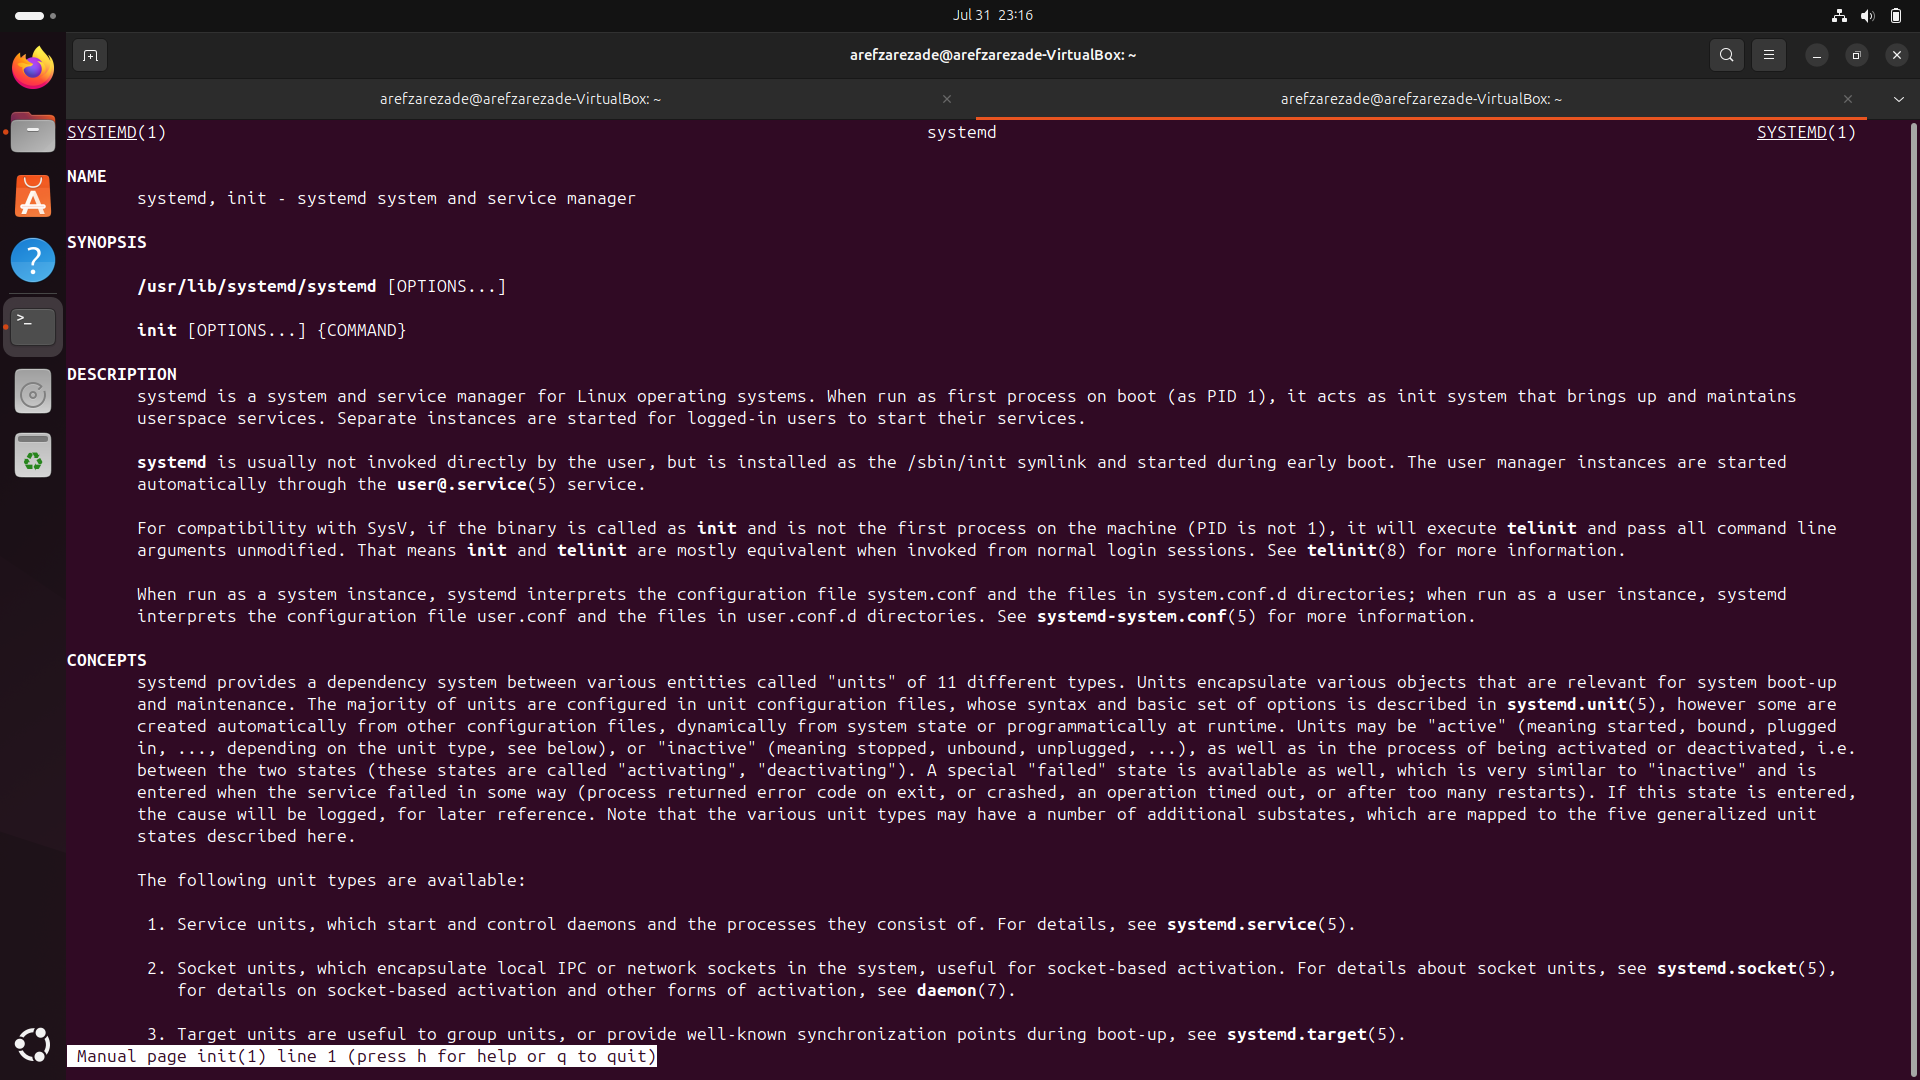 Jul 31 23:16
arefzarezade@arefzarezade-VirtualBox: ~
arefzarezade@arefzarezade-VirtualBox: ~
arefzarezade@arefzarezade-VirtualBox: ~
SYSTEMD(1) systemd SYSTEMD(1)
NAME
systemd, init - systemd system and service manager
SYNOPSIS
/usr/lib/systemd/systemd [OPTIONS...]
init [OPTIONS...] {COMMAND}
DESCRIPTION
systemd is a system and service manager for Linux operating systems. When run as first process on boot (as PID 1), it acts as init system that brings up and maintains
userspace services. Separate instances are started for logged-in users to start their services.
systemd is usually not invoked directly by the user, but is installed as the /sbin/init symlink and started during early boot. The user manager instances are started
automatically through the user@.service(5) service.
For compatibility with SysV, if the binary is called as init and is not the first process on the machine (PID is not 1), it will execute telinit and pass all command line
arguments unmodified. That means init and telinit are mostly equivalent when invoked from normal login sessions. See telinit(8) for more information.
When run as a system instance, systemd interprets the configuration file system.conf and the files in system.conf.d directories; when run as a user instance, systemd
interprets the configuration file user.conf and the files in user.conf.d directories. See systemd-system.conf(5) for more information.
CONCEPTS
systemd provides a dependency system between various entities called "units" of 11 different types. Units encapsulate various objects that are relevant for system boot-up
and maintenance. The majority of units are configured in unit configuration files, whose syntax and basic set of options is described in systemd.unit(5), however some are
created automatically from other configuration files, dynamically from system state or programmatically at runtime. Units may be "active" (meaning started, bound, plugged
in, ..., depending on the unit type, see below), or "inactive" (meaning stopped, unbound, unplugged, ...), as well as in the process of being activated or deactivated, i.e.
between the two states (these states are called "activating", "deactivating"). A special "failed" state is available as well, which is very similar to "inactive" and is
entered when the service failed in some way (process returned error code on exit, or crashed, an operation timed out, or after too many restarts). If this state is entered,
the cause will be logged, for later reference. Note that the various unit types may have a number of additional substates, which are mapped to the five generalized unit
states described here.
The following unit types are available:
1. Service units, which start and control daemons and the processes they consist of. For details, see systemd.service(5).
2. Socket units, which encapsulate local IPC or network sockets in the system, useful for socket-based activation. For details about socket units, see systemd.socket(5),
for details on socket-based activation and other forms of activation, see daemon(7).
3. Target units are useful to group units, or provide well-known synchronization points during boot-up, see systemd.target(5).
Manual page init(1) line 1 (press h for help or q to quit)